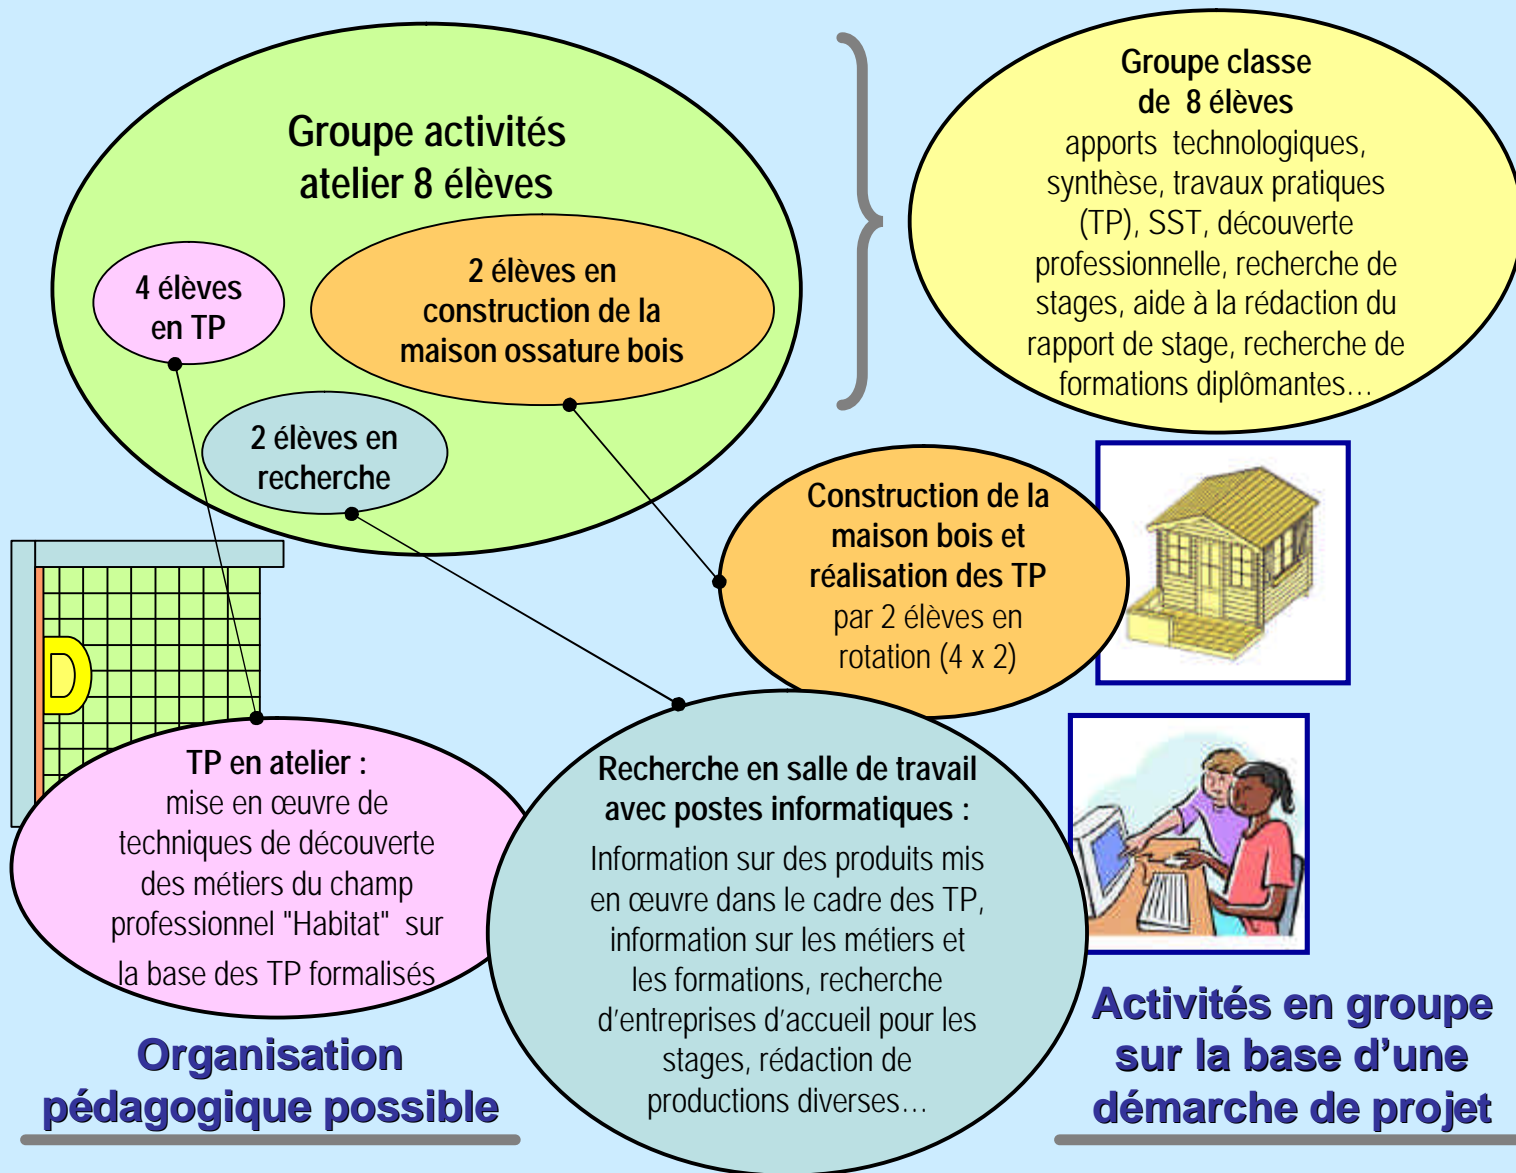 Groupe activités
atelier 8 élèves
4 élèves
en TP
2 élèves en
construction de la
maison ossature bois
2 élèves en
recherche
Groupe classe
de 8 élèves
apports technologiques,
synthèse, travaux pratiques
(TP), SST, découverte
professionnelle, recherche de
stages, aide à la rédaction du
rapport de stage, recherche de
formations diplômantes…
Construction de la
maison bois et
réalisation des TP
par 2 élèves en
rotation (4 x 2)
TP en atelier :
mise en œuvre de
techniques de découverte
des métiers du champ
professionnel "Habitat" sur
la base des TP formalisés
Recherche en salle de travail
avec postes informatiques :
Information sur des produits mis
en œuvre dans le cadre des TP,
information sur les métiers et
les formations, recherche
d'entreprises d'accueil pour les
stages, rédaction de
productions diverses…
Organisation
pédagogique possible
Activités en groupe
sur la base d'une
démarche de projet